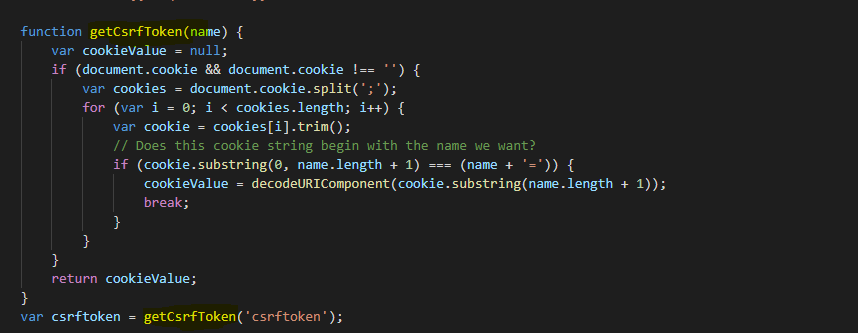 function getCsrfToken(name) {
    var cookieValue = null;
    if (document.cookie && document.cookie !== '') {
        var cookies = document.cookie.split(';');
        for (var i = 0; i < cookies.length; i++) {
            var cookie = cookies[i].trim();
            // Does this cookie string begin with the name we want?
            if (cookie.substring(0, name.length + 1) === (name + '=')) {
                cookieValue = decodeURIComponent(cookie.substring(name.length + 1));
                break;
            }
        }
    }
    return cookieValue;
}
var csrftoken = getCsrfToken('csrftoken');